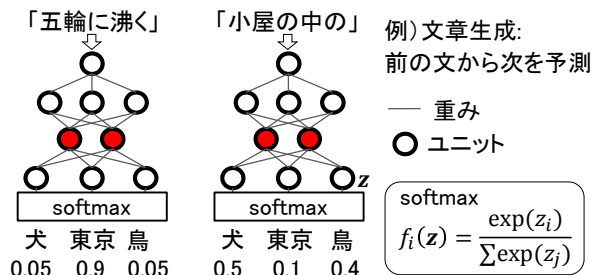 「五輪に沸く」
「小屋の中の」
例）文章生成:
前の文から次を予測
重み
ユニット
z
softmax
softmax
犬 東京 鳥
0.05 0.9 0.05
犬 東京 鳥
0.5 0.1 0.4
softmax
f_i(z) = exp(z_i) / ∑exp(z_j)